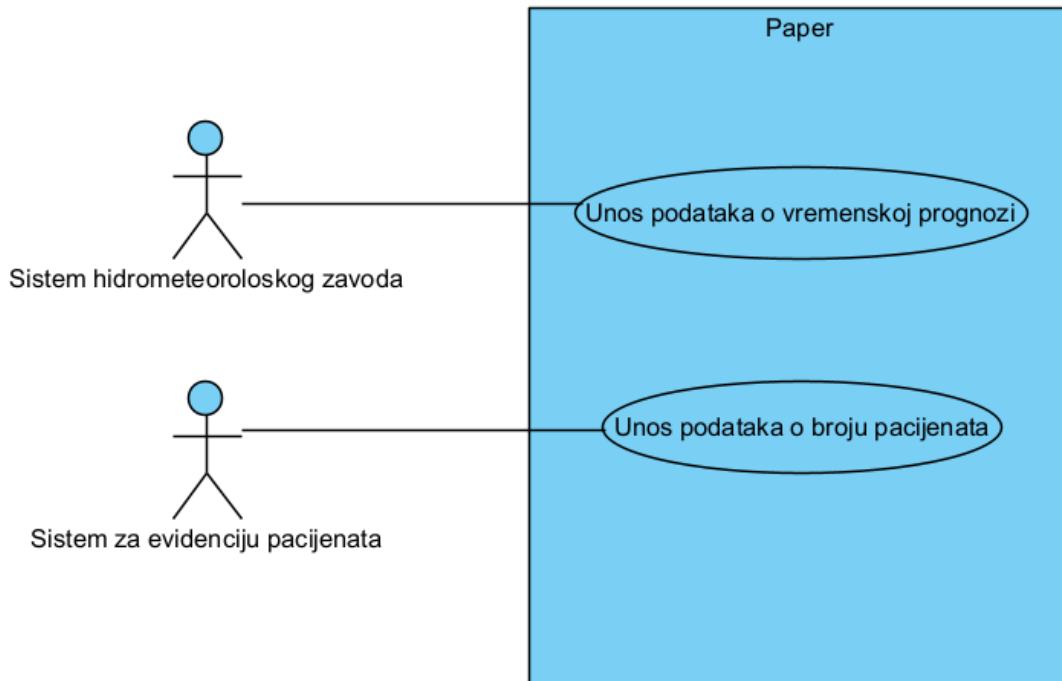 Paper
Unos podataka o vremenskoj prognozi
Sistem hidrometeoroloskog zavoda
Unos podataka o broju pacijenata
Sistem za evidenciju pacijenata